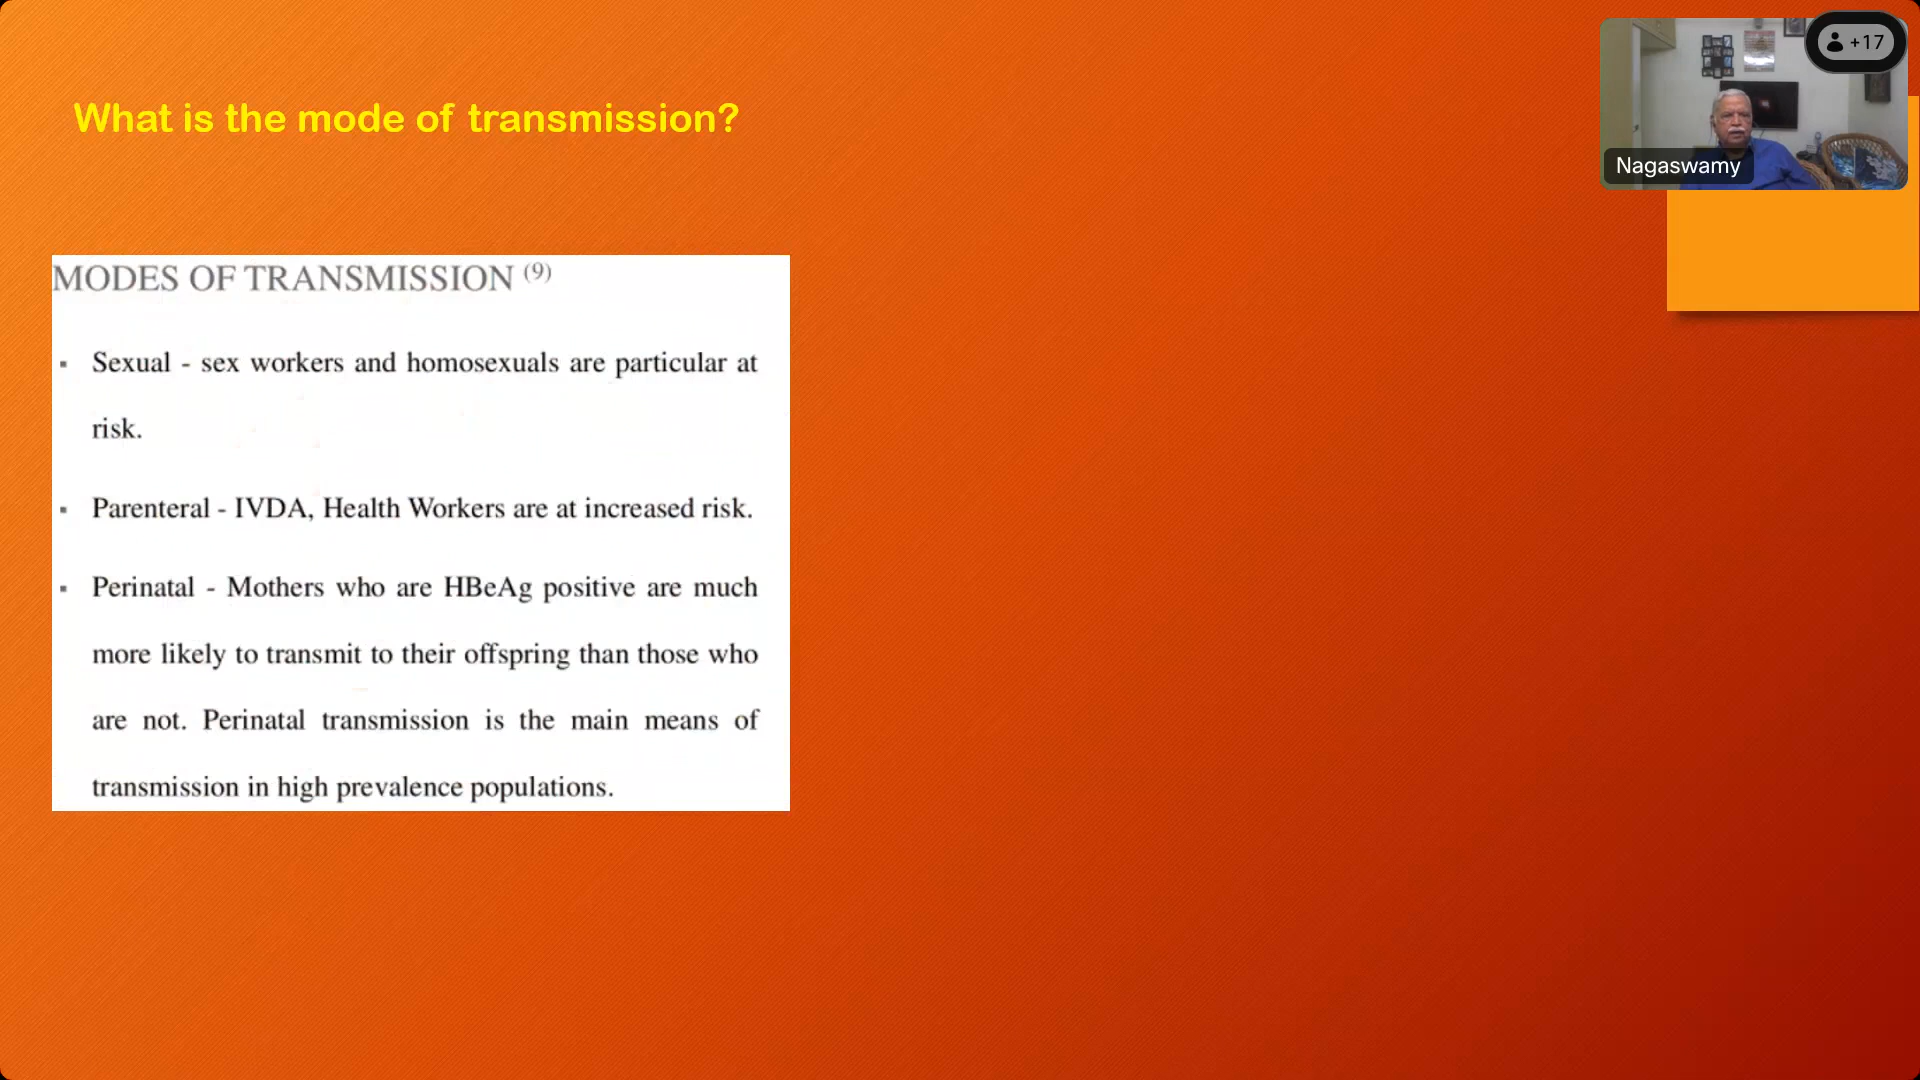 What is the mode of transmission?
+17
Nagaswamy
MODES OF TRANSMISSION (9)
▪ Sexual - sex workers and homosexuals are particular at
risk.
▪ Parenteral - IVDA, Health Workers are at increased risk.
▪ Perinatal - Mothers who are HBeAg positive are much
more likely to transmit to their offspring than those who
are not. Perinatal transmission is the main means of
transmission in high prevalence populations.